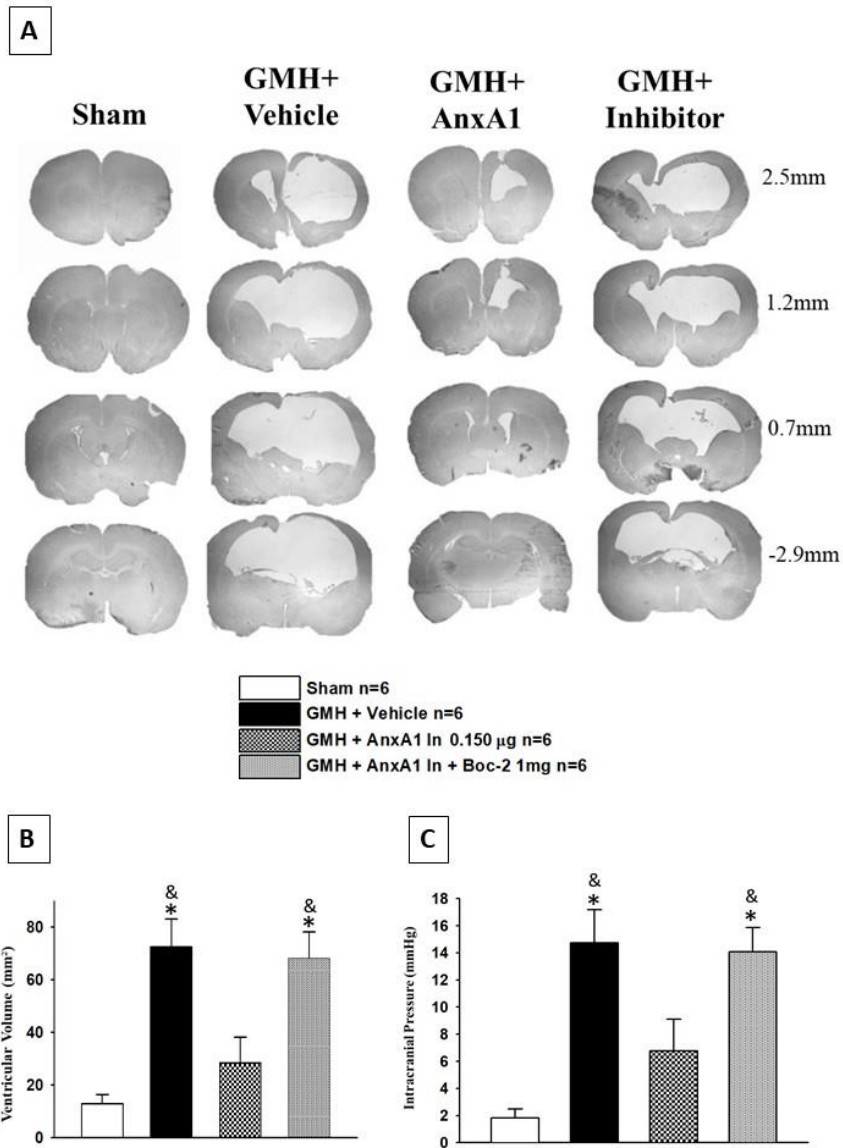 A
Sham
GMH+
Vehicle
GMH+
AnxA1
GMH+
Inhibitor
2.5mm
1.2mm
0.7mm
-2.9mm
Sham n=6
GMH + Vehicle n=6
GMH + AnxA1 In 0.150 µg n=6
GMH + AnxA1 In + Boc-2 1mg n=6
B
Ventricular Volume (mm²)
80
60
40
20
0
&
*
&
*
C
Intracranial Pressure (mmHg)
18
16
14
12
10
8
6
4
2
0
&
*
&
*